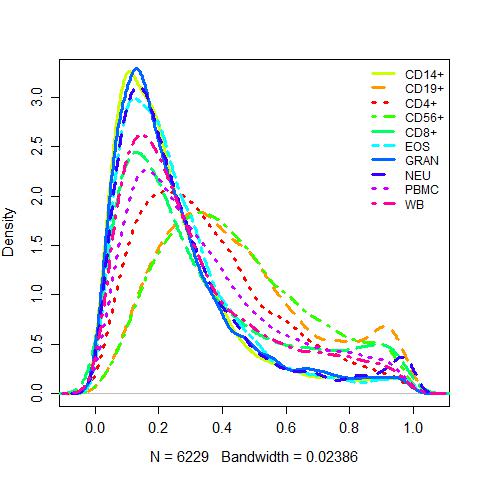 CD14+
CD19+
CD4+
CD56+
CD8+
EOS
GRAN
NEU
PBMC
WB
Density
0.0
0.5
1.0
1.5
2.0
2.5
3.0
0.0 0.2 0.4 0.6 0.8 1.0
N = 6229 Bandwidth = 0.02386